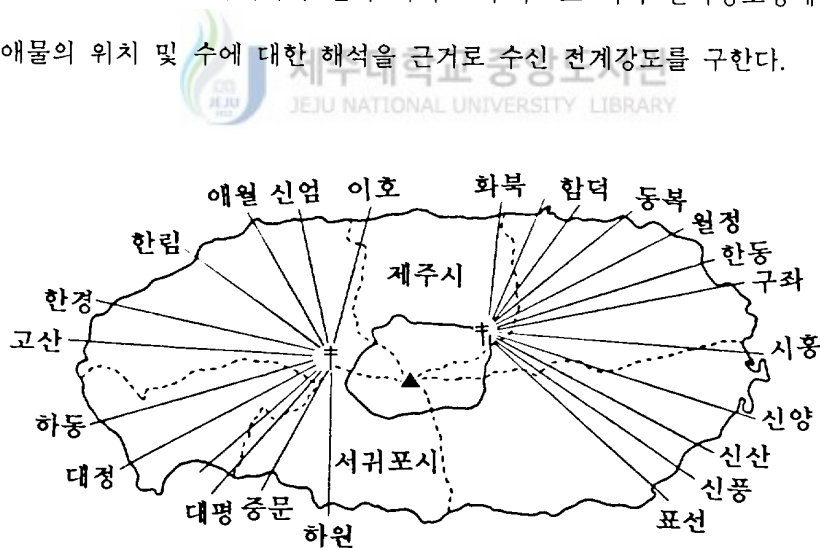 애물의 위치 및 수에 대한 해석을 근거로 수신 전계강도를 구한다.
제주대학교 중앙도서관
JEJU NATIONAL UNIVERSITY LIBRARY
JEJU
1952
애월 신엄 이호 화북 함덕 동복
월정
한림
한동
제주시
구좌
한경
고산
시흥
하동
신양
서귀포시
신산
대정
신풍
대평 중문
표선
하원